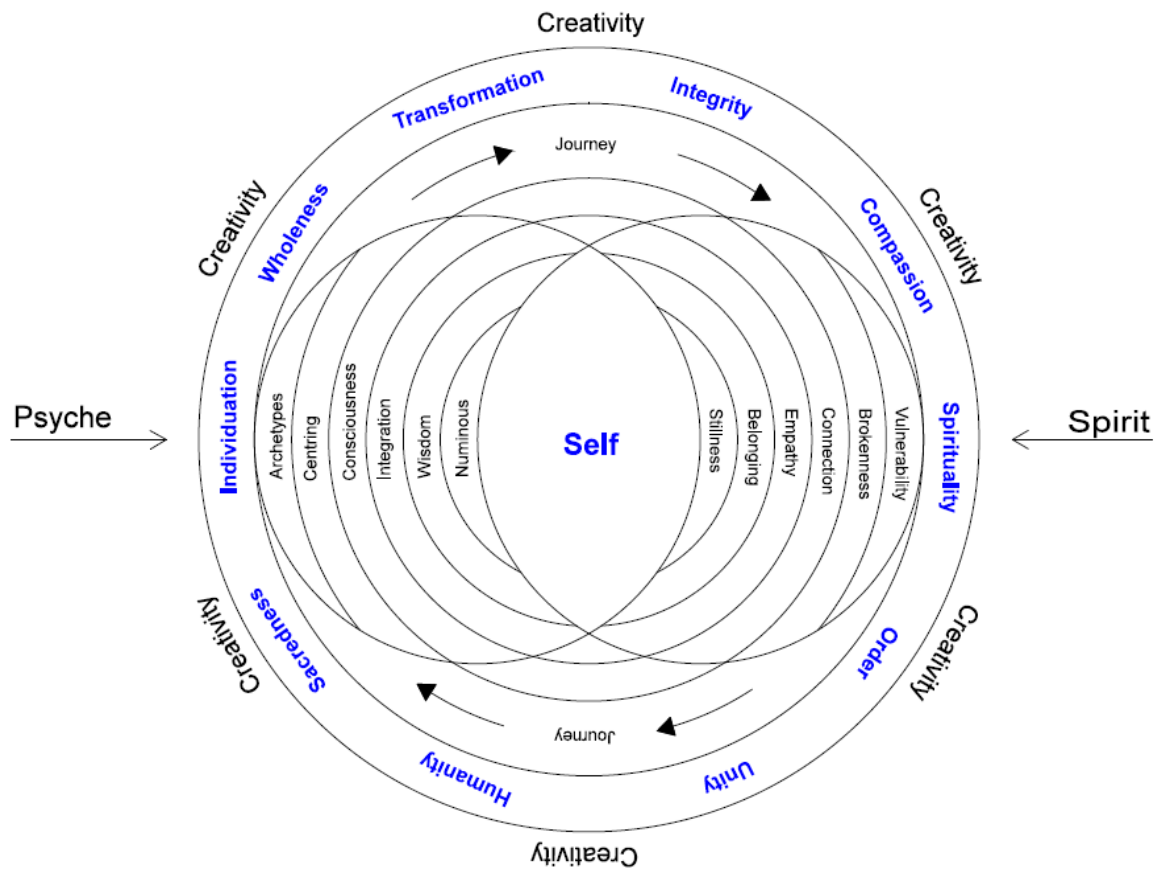 Creativity
Transformation
Integrity
Journey
Creativity
Wholeness
Compassion
Creativity
Psyche
Individuation
Archetypes
Centring
Consciousness
Integration
Wisdom
Numinous
Self
Stillness
Belonging
Empathy
Connection
Brokenness
Vulnerability
Spirituality
Spirit
Creativity
Sacredness
Order
Creativity
Journey
Humanity
Unity
Creativity